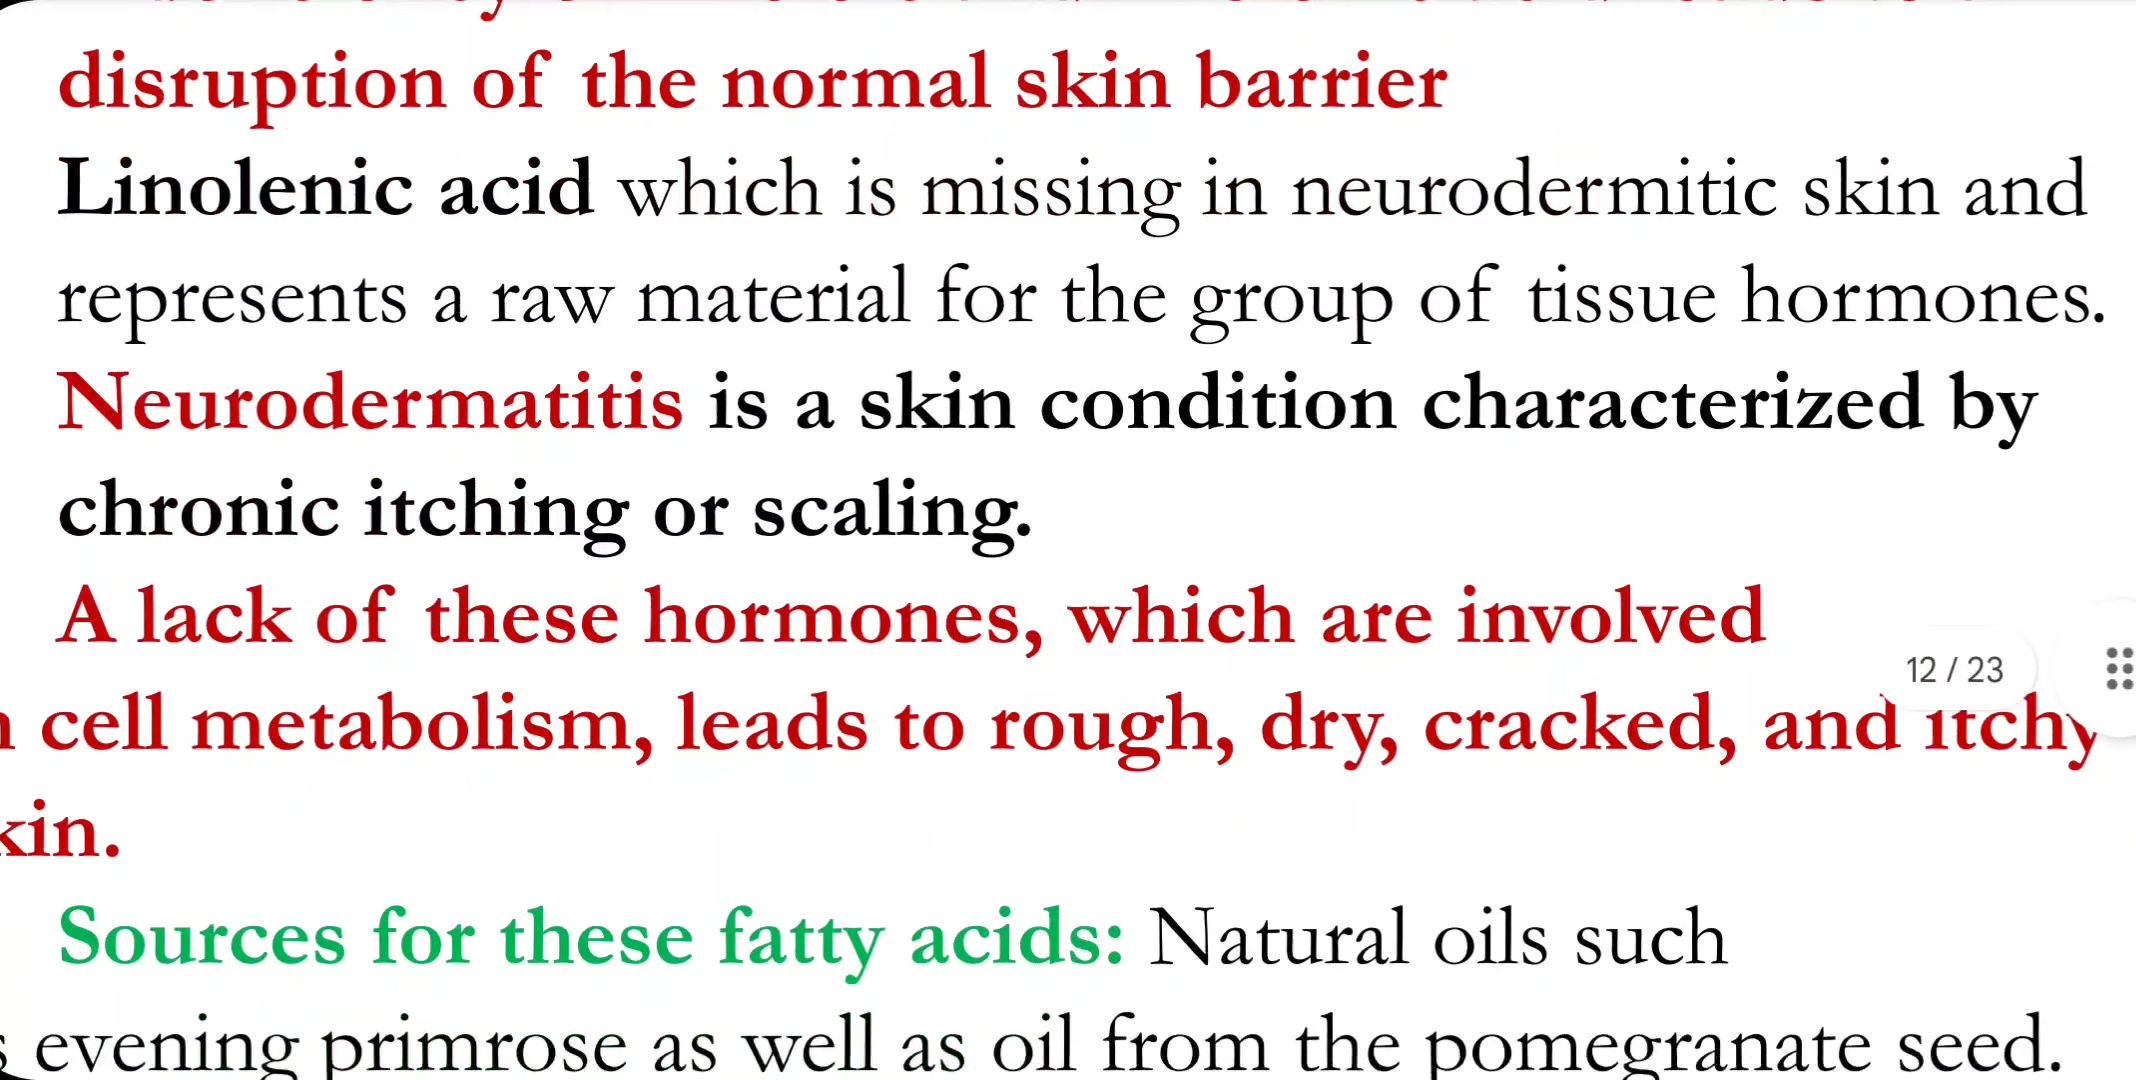 disruption of the normal skin barrier
Linolenic acid which is missing in neurodermitic skin and
represents a raw material for the group of tissue hormones.
Neurodermatitis is a skin condition characterized by
chronic itching or scaling.
A lack of these hormones, which are involved
12 / 23
cell metabolism, leads to rough, dry, cracked, and itchy
kin.
Sources for these fatty acids: Natural oils such
evening primrose as well as oil from the pomegranate seed.